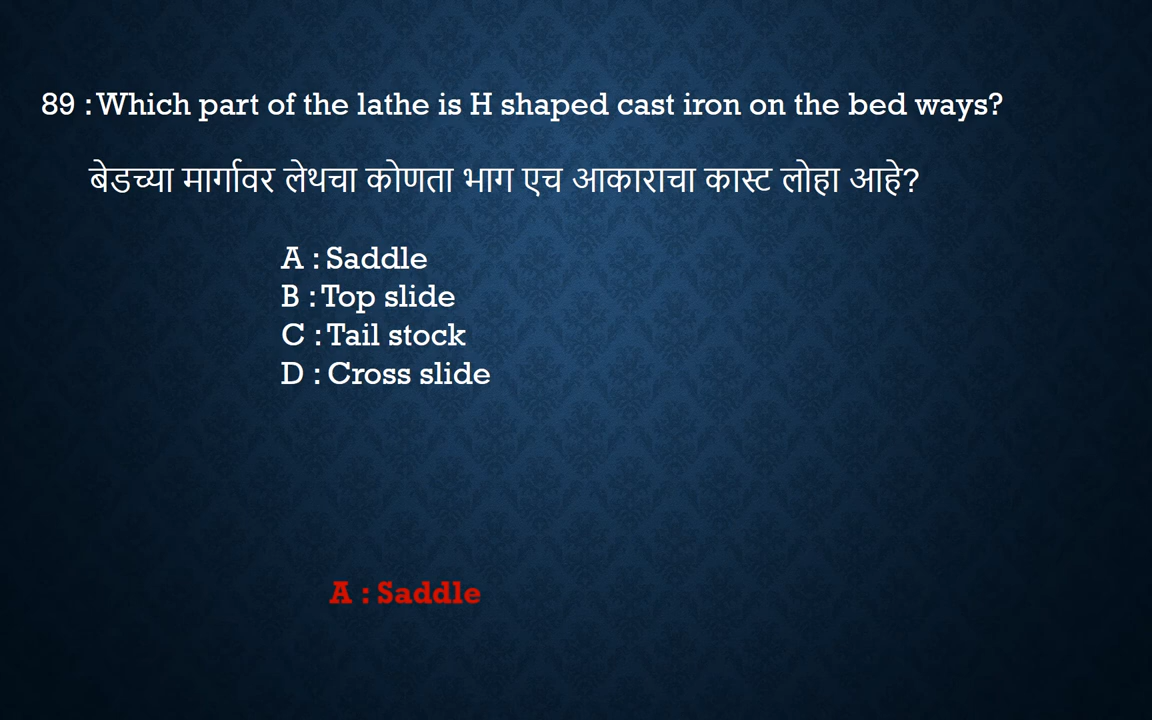 89 : Which part of the lathe is H shaped cast iron on the bed ways?
बेडच्या मार्गावर लेथचा कोणता भाग एच आकाराचा कास्ट लोहा आहे?
A : Saddle
B : Top slide
C : Tail stock
D : Cross slide
A : Saddle